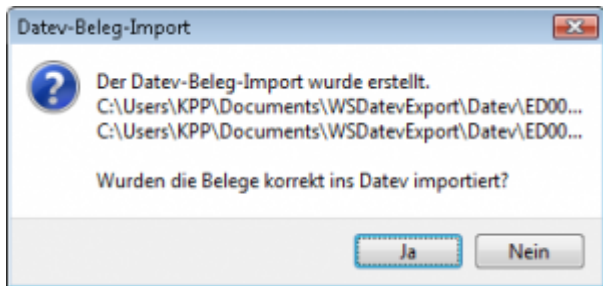 Datev-Beleg-Import
Der Datev-Beleg-Import wurde erstellt.
C:\Users\KPP\Documents\WSDatevExport\Datev\ED00...
C:\Users\KPP\Documents\WSDatevExport\Datev\ED00...
Wurden die Belege korrekt ins Datev importiert?
Ja
Nein